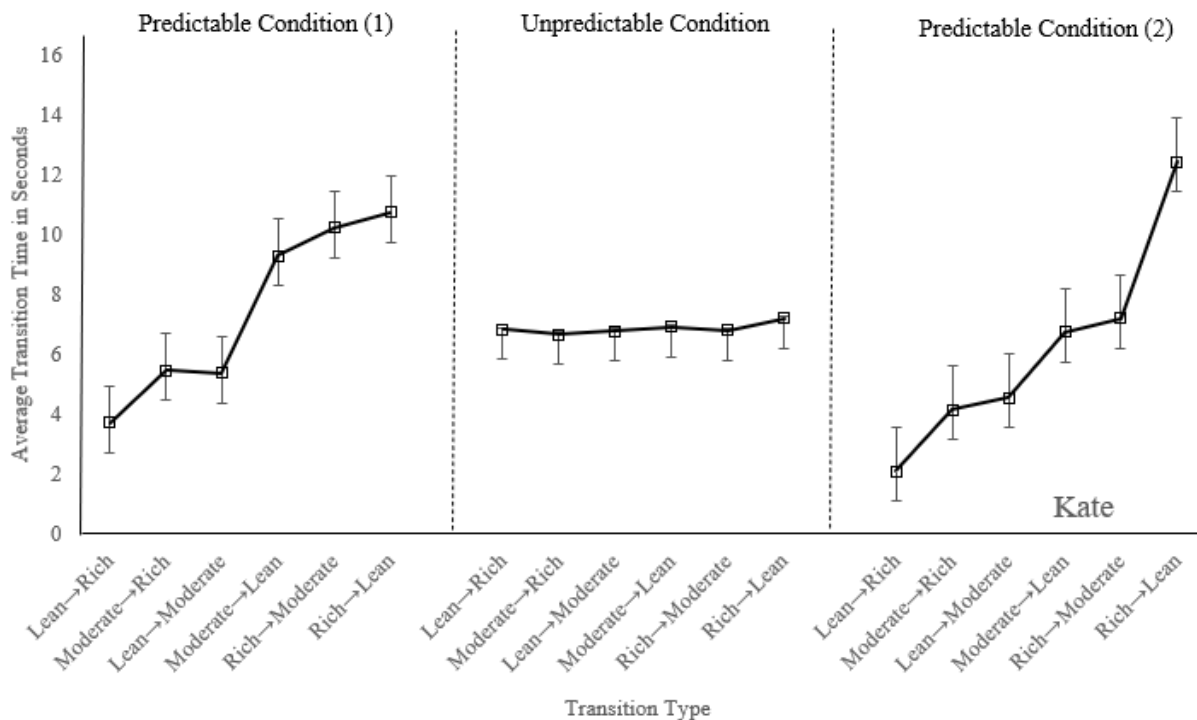 Predictable Condition (1)
Unpredictable Condition
Predictable Condition (2)
Average Transition Time in Seconds
16
14
12
10
8
6
4
2
0
Kate
Lean→Rich
Moderate→Rich
Lean→Moderate
Moderate→Lean
Rich→Moderate
Rich→Lean
Lean→Rich
Moderate→Rich
Lean→Moderate
Moderate→Lean
Rich→Moderate
Rich→Lean
Lean→Rich
Moderate→Rich
Lean→Moderate
Moderate→Lean
Rich→Moderate
Rich→Lean
Transition Type